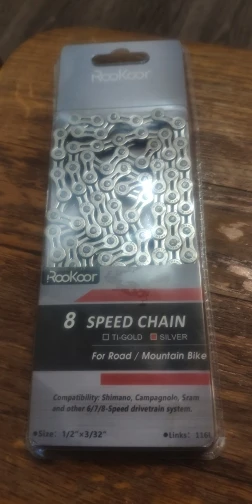 RooKoor
RooKoor
8 SPEED CHAIN
TI-GOLD SILVER
For Road / Mountain Bike
Compatibility: Shimano, Campagnolo, Sram
and other 6/7/8-Speed drivetrain system.
●Size: 1/2"×3/32" ●Links: 116L